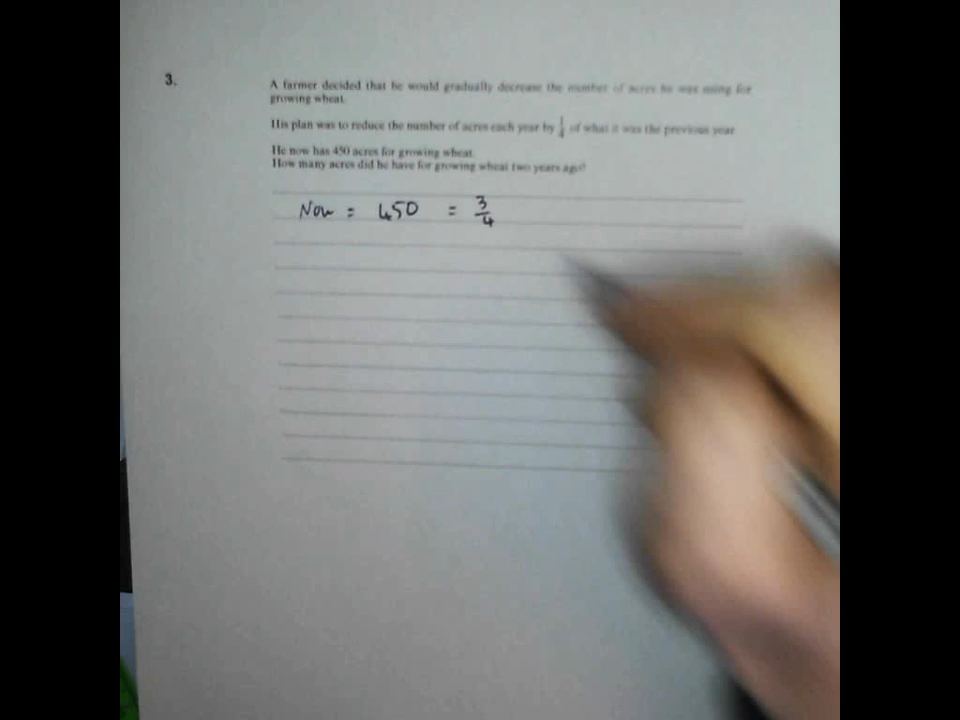 3.
A farmer decided that he would gradually decrease the number of acres he was using for
growing wheat.
His plan was to reduce the number of acres each year by 1/4 of what it was the previous year
He now has 450 acres for growing wheat.
How many acres did he have for growing wheat two years ago?
Now = 450 = 3/4